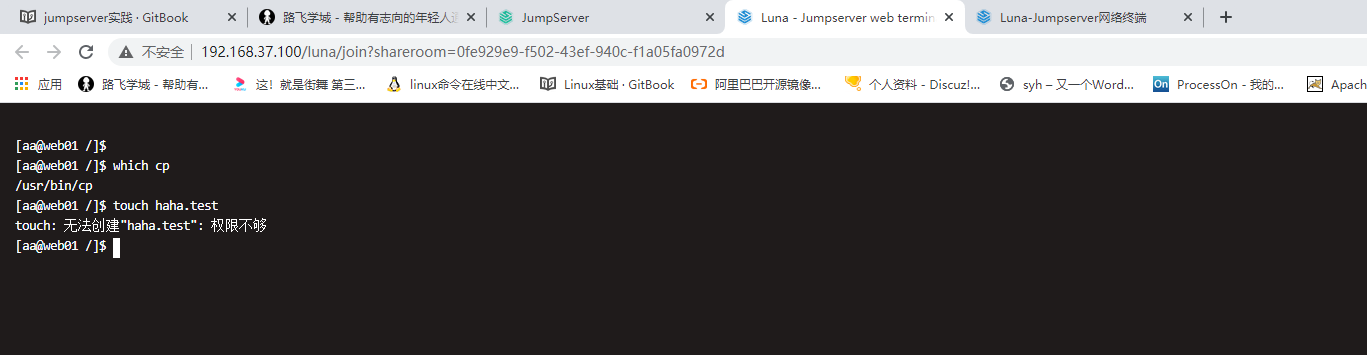 jumpserver实践 · GitBook
路飞学城 - 帮助有志向的年轻人
JumpServer
Luna - Jumpserver web termin
Luna-Jumpserver网络终端
不安全
192.168.37.100/luna/join?shareroom=0fe929e9-f502-43ef-940c-f1a05fa0972d
应用
路飞学城 - 帮助有...
这！就是街舞 第三...
linux命令在线中文...
Linux基础 · GitBook
阿里巴巴开源镜像...
个人资料 - Discuz!...
syh – 又一个Word...
On
ProcessOn - 我的...
Apach
[aa@web01 /]$
[aa@web01 /]$ which cp
/usr/bin/cp
[aa@web01 /]$ touch haha.test
touch: 无法创建"haha.test": 权限不够
[aa@web01 /]$